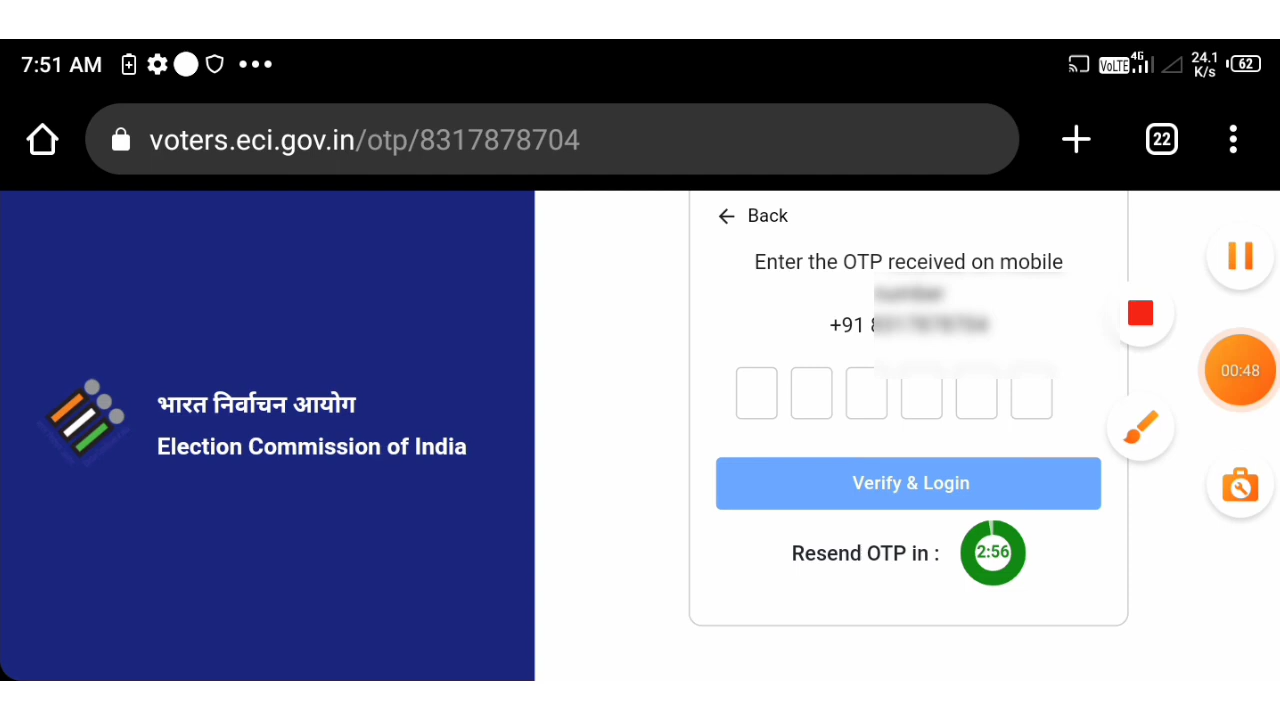 7:51 AM
VoLTE 4G 24.1 K/s 62
voters.eci.gov.in/otp/8317878704
22
Back
Enter the OTP received on mobile
+91
भारत निर्वाचन आयोग
Election Commission of India
00:48
Verify & Login
Resend OTP in : 2:56